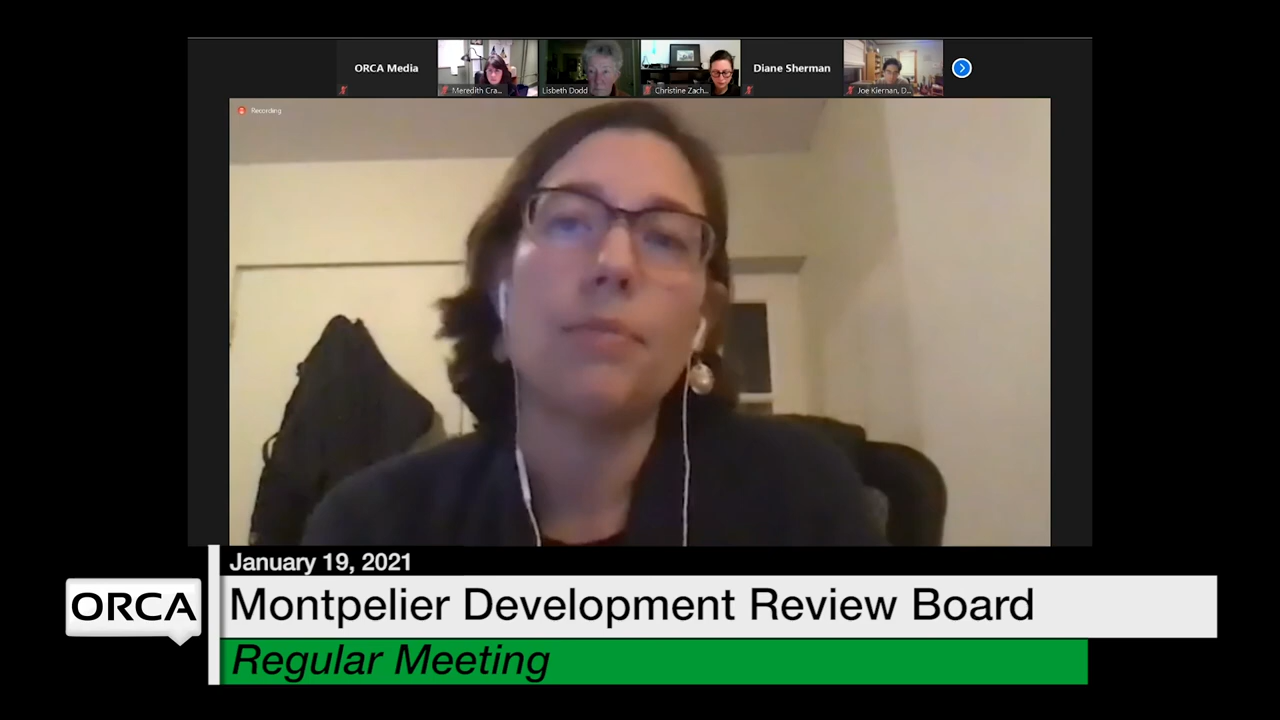 ORCA Media
Meredith Cra...
Lisbeth Dodd
Christine Zach...
Diane Sherman
Joe Kiernan, D...
Recording
January 19, 2021
ORCA
Montpelier Development Review Board
Regular Meeting